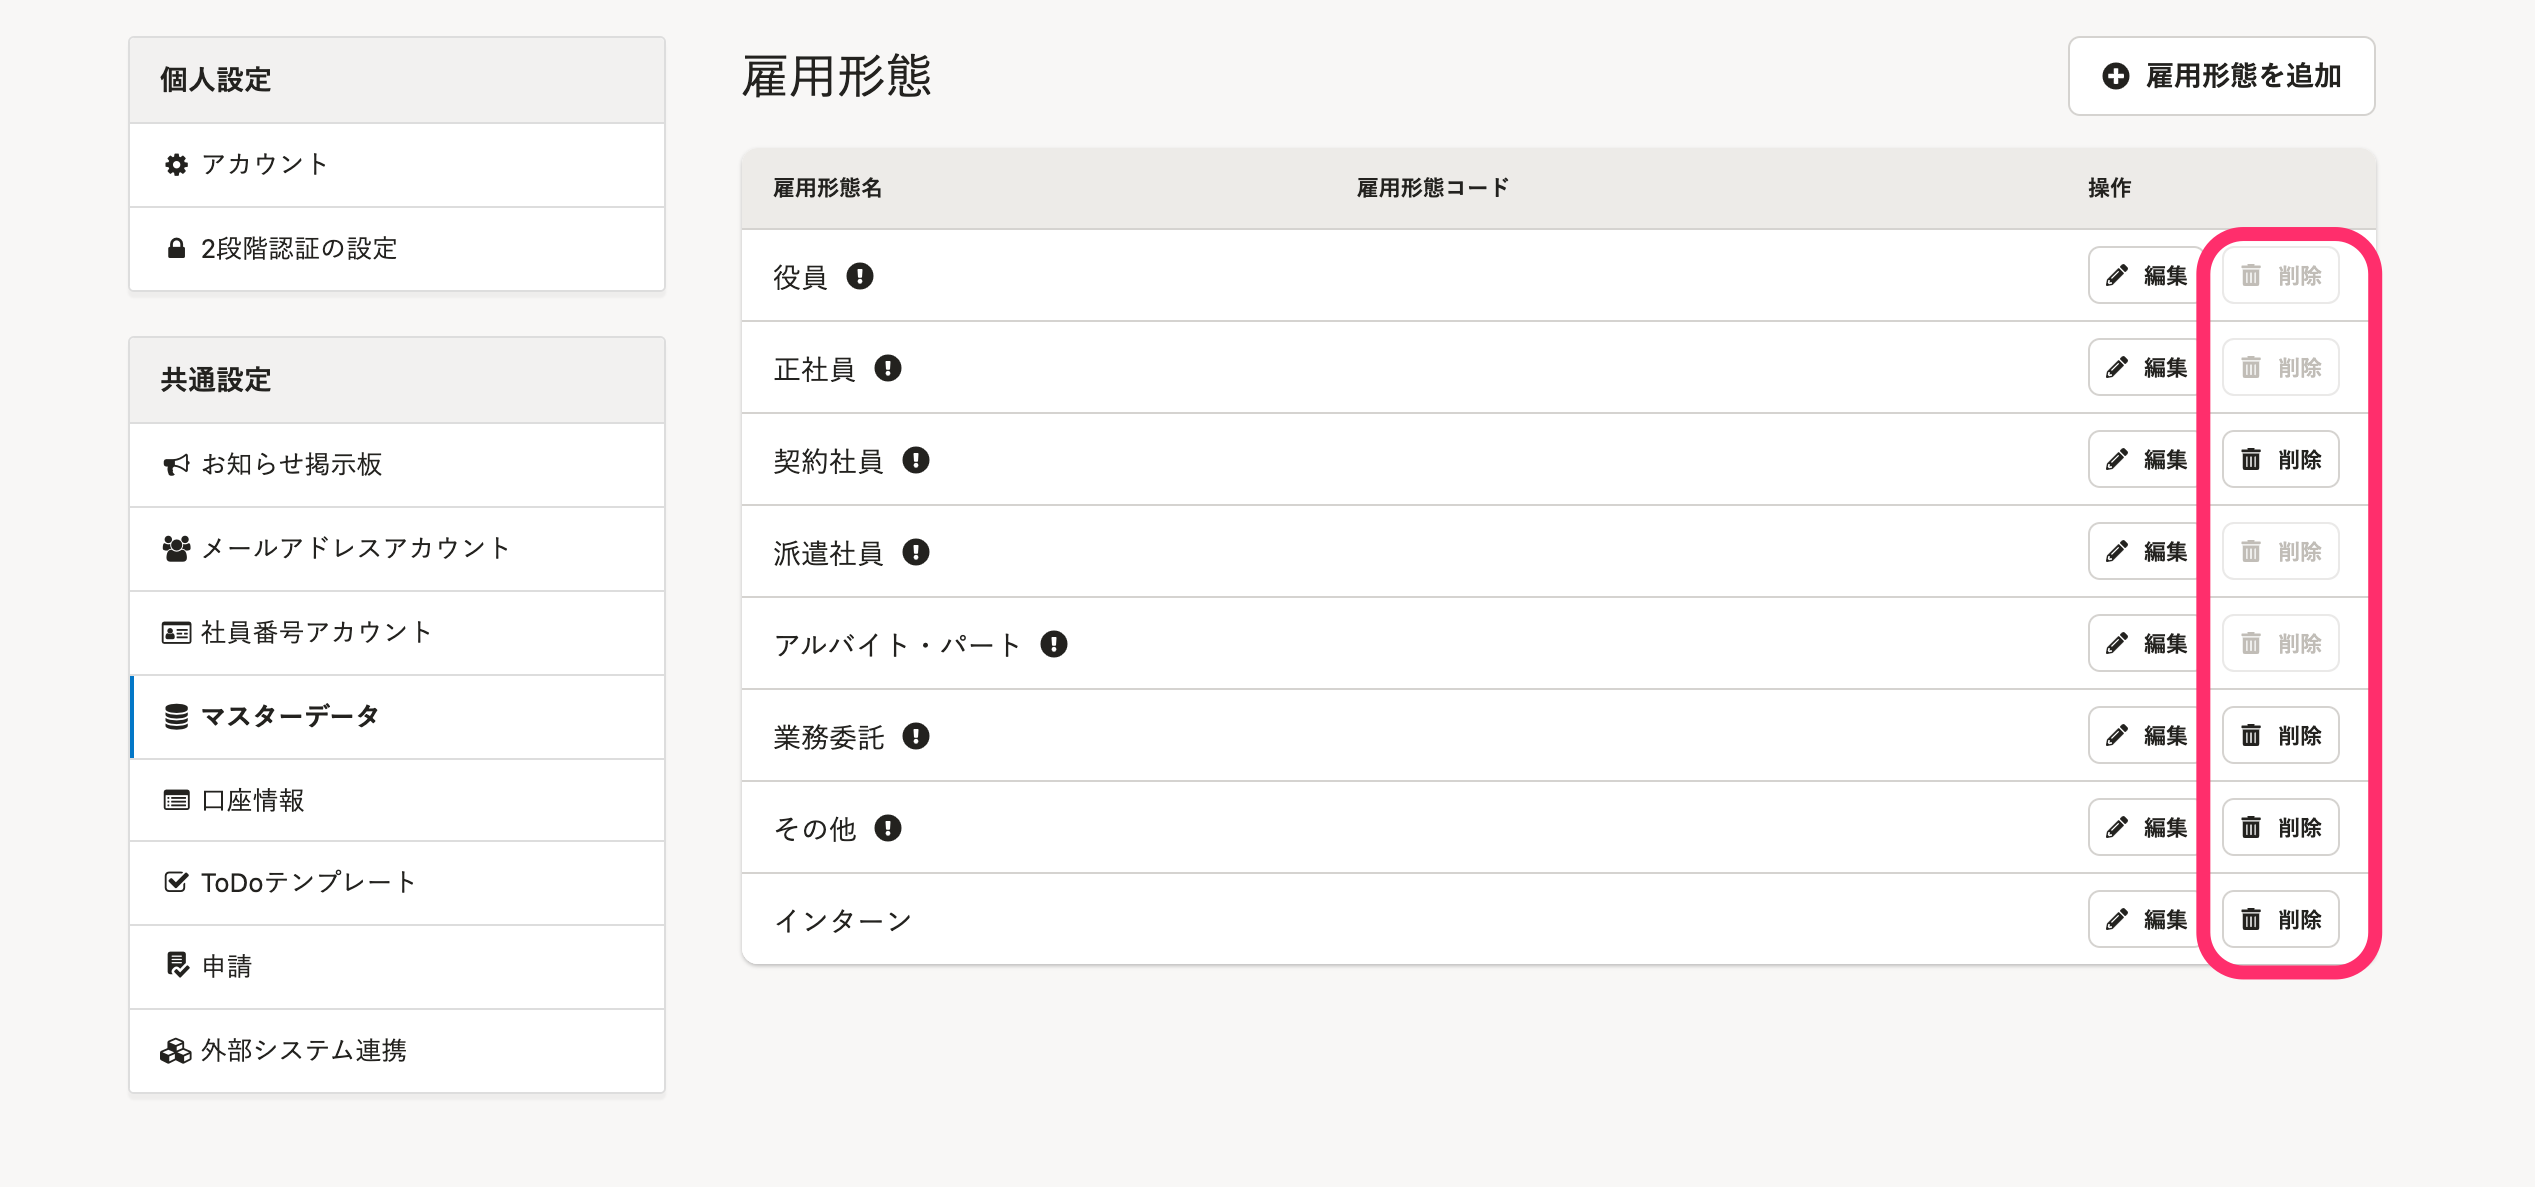 個人設定
アカウント
2段階認証の設定
共通設定
お知らせ掲示板
メールアドレスアカウント
社員番号アカウント
マスターデータ
口座情報
ToDoテンプレート
申請
外部システム連携
雇用形態
雇用形態を追加
雇用形態名 雇用形態コード 操作
役員 編集 削除
正社員 編集 削除
契約社員 編集 削除
派遣社員 編集 削除
アルバイト・パート 編集 削除
業務委託 編集 削除
その他 編集 削除
インターン 編集 削除